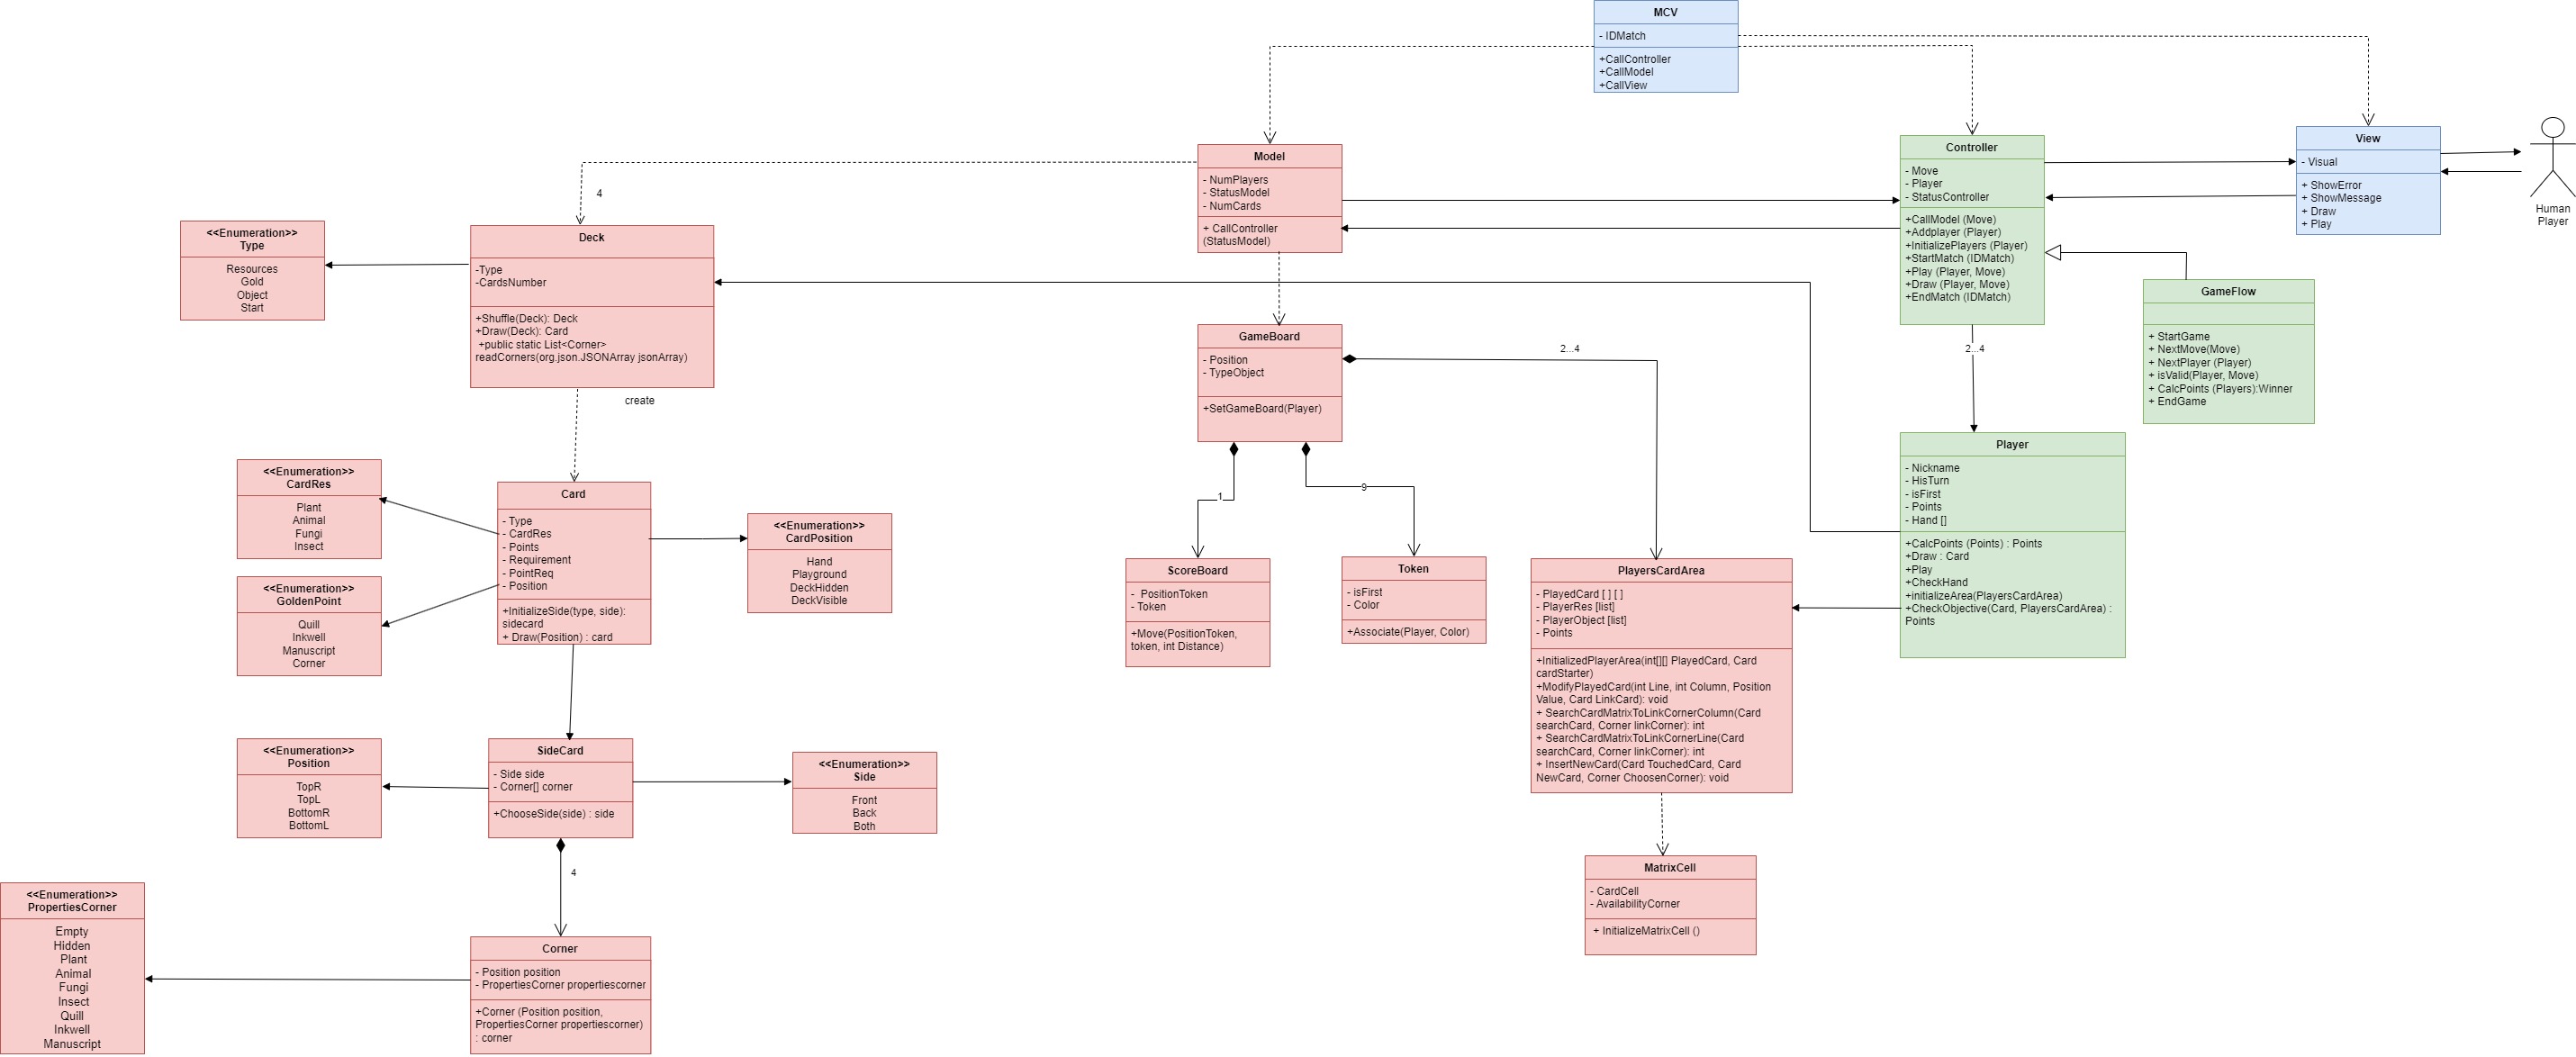 MCV
- IDMatch
+CallController
+CallModel
+CallView
View
- Visual
+ ShowError
+ ShowMessage
+ Draw
+ Play
Human
Player
Controller
- Move
- Player
- StatusController
+CallModel (Move)
+Addplayer (Player)
+InitializePlayers (Player)
+StartMatch (IDMatch)
+Play (Player, Move)
+Draw (Player, Move)
+EndMatch (IDMatch)
Model
- NumPlayers
- StatusModel
- NumCards
+ CallController
(StatusModel)
4
<<Enumeration>>
Type
Resources
Gold
Object
Start
Deck
-Type
-CardsNumber
+Shuffle(Deck): Deck
+Draw(Deck): Card
+public static List<Corner>
readCorners(org.json.JSONArray jsonArray)
create
GameFlow
+ StartGame
+ NextMove(Move)
+ NextPlayer (Player)
+ isValid(Player, Move)
+ CalcPoints (Players):Winner
+ EndGame
GameBoard
- Position
- TypeObject
+SetGameBoard(Player)
2...4
2...4
1
9
Player
- Nickname
- HisTurn
- isFirst
- Points
- Hand []
+CalcPoints (Points) : Points
+Draw : Card
+Play
+CheckHand
+initializeArea(PlayersCardArea)
+CheckObjective(Card, PlayersCardArea) :
Points
<<Enumeration>>
CardRes
Plant
Animal
Fungi
Insect
Card
- Type
- CardRes
- Points
- Requirement
- PointReq
- Position
+InitializeSide(type, side):
sidecard
+ Draw(Position) : card
<<Enumeration>>
CardPosition
Hand
Playground
DeckHidden
DeckVisible
<<Enumeration>>
GoldenPoint
Quill
Inkwell
Manuscript
Corner
ScoreBoard
- PositionToken
- Token
+Move(PositionToken,
token, int Distance)
Token
- isFirst
- Color
+Associate(Player, Color)
PlayersCardArea
- PlayedCard [ ] [ ]
- PlayerRes [list]
- PlayerObject [list]
- Points
+InitializedPlayerArea(int[][] PlayedCard, Card
cardStarter)
+ModifyPlayedCard(int Line, int Column, Position
Value, Card LinkCard): void
+ SearchCardMatrixToLinkCornerColumn(Card
searchCard, Corner linkCorner): int
+ SearchCardMatrixToLinkCornerLine(Card
searchCard, Corner linkCorner): int
+ InsertNewCard(Card TouchedCard, Card
NewCard, Corner ChoosenCorner): void
<<Enumeration>>
Position
TopR
TopL
BottomR
BottomL
SideCard
- Side side
- Corner[] corner
+ChooseSide(side) : side
<<Enumeration>>
Side
Front
Back
Both
4
MatrixCell
- CardCell
- AvailabilityCorner
+ InitializeMatrixCell ()
<<Enumeration>>
PropertiesCorner
Empty
Hidden
Plant
Animal
Fungi
Insect
Quill
Inkwell
Manuscript
Corner
- Position position
- PropertiesCorner propertiescorner
+Corner (Position position,
PropertiesCorner propertiescorner)
: corner